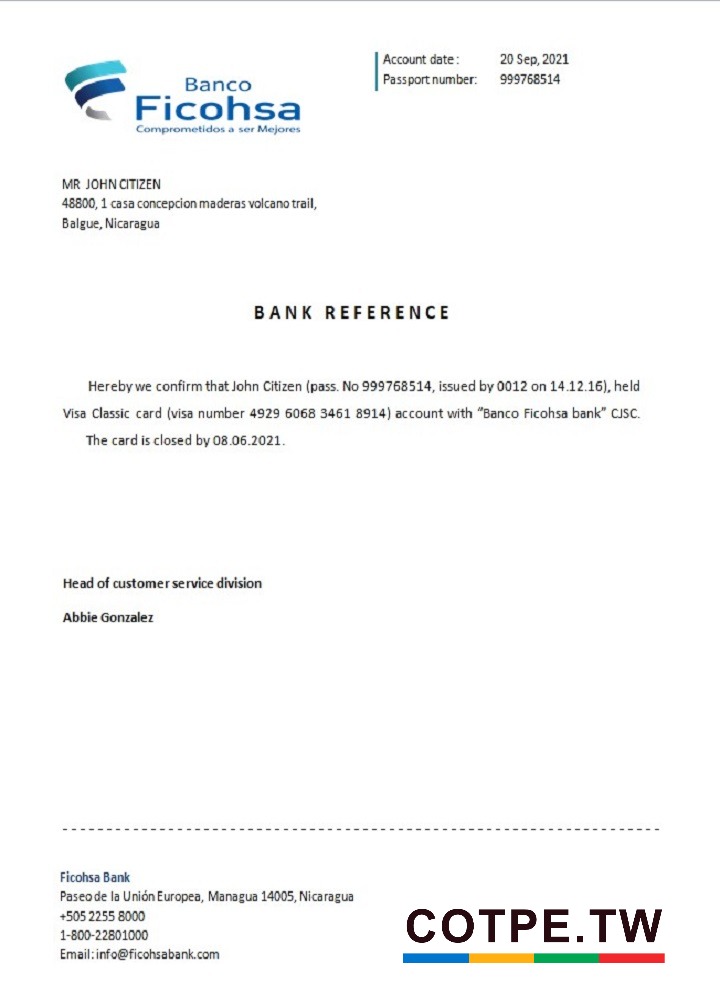 Banco
Ficohsa
Comprometidos a ser Mejores
Account date :
20 Sep, 2021
Passport number:
999768514
MR JOHN CITIZEN
48800, 1 casa concepcion maderas volcano trail,
Balgue, Nicaragua
BANK REFERENCE
Hereby we confirm that John Citizen (pass. No 999768514, issued by 0012 on 14.12.16), held
Visa Classic card (visa number 4929 6068 3461 8914) account with “Banco Ficohsa bank” CJSC.
The card is closed by 08.06.2021.
Head of customer service division
Abbie Gonzalez
Ficohsa Bank
Paseo de la Unión Europea, Managua 14005, Nicaragua
+505 2255 8000
1-800-22801000
Email: info@ficohsabank.com
COTPE.TW